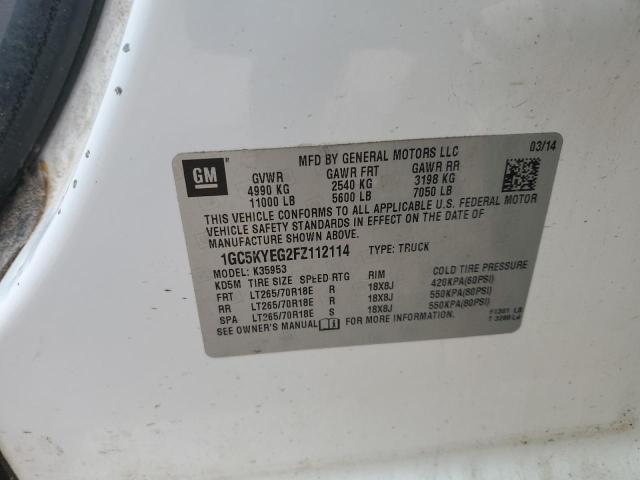 GM
MFD BY GENERAL MOTORS LLC
03/14
GVWR GAWR FRT GAWR RR
4990 KG 2540 KG 3198 KG
11000 LB 5600 LB 7050 LB
THIS VEHICLE CONFORMS TO ALL APPLICABLE U.S. FEDERAL MOTOR
VEHICLE SAFETY STANDARDS IN EFFECT ON THE DATE OF
MANUFACTURE SHOWN ABOVE.
1GC5KYEG2FZ112114 TYPE: TRUCK
MODEL: K35953
KD5M TIRE SIZE SPEED RTG RIM COLD TIRE PRESSURE
FRT LT265/70R18E R 18X8J 420KPA(60PSI)
RR LT265/70R18E R 18X8J 550KPA(80PSI)
SPA LT265/70R18E S 18X8J 550KPA(80PSI)
SEE OWNER'S MANUAL FOR MORE INFORMATION.